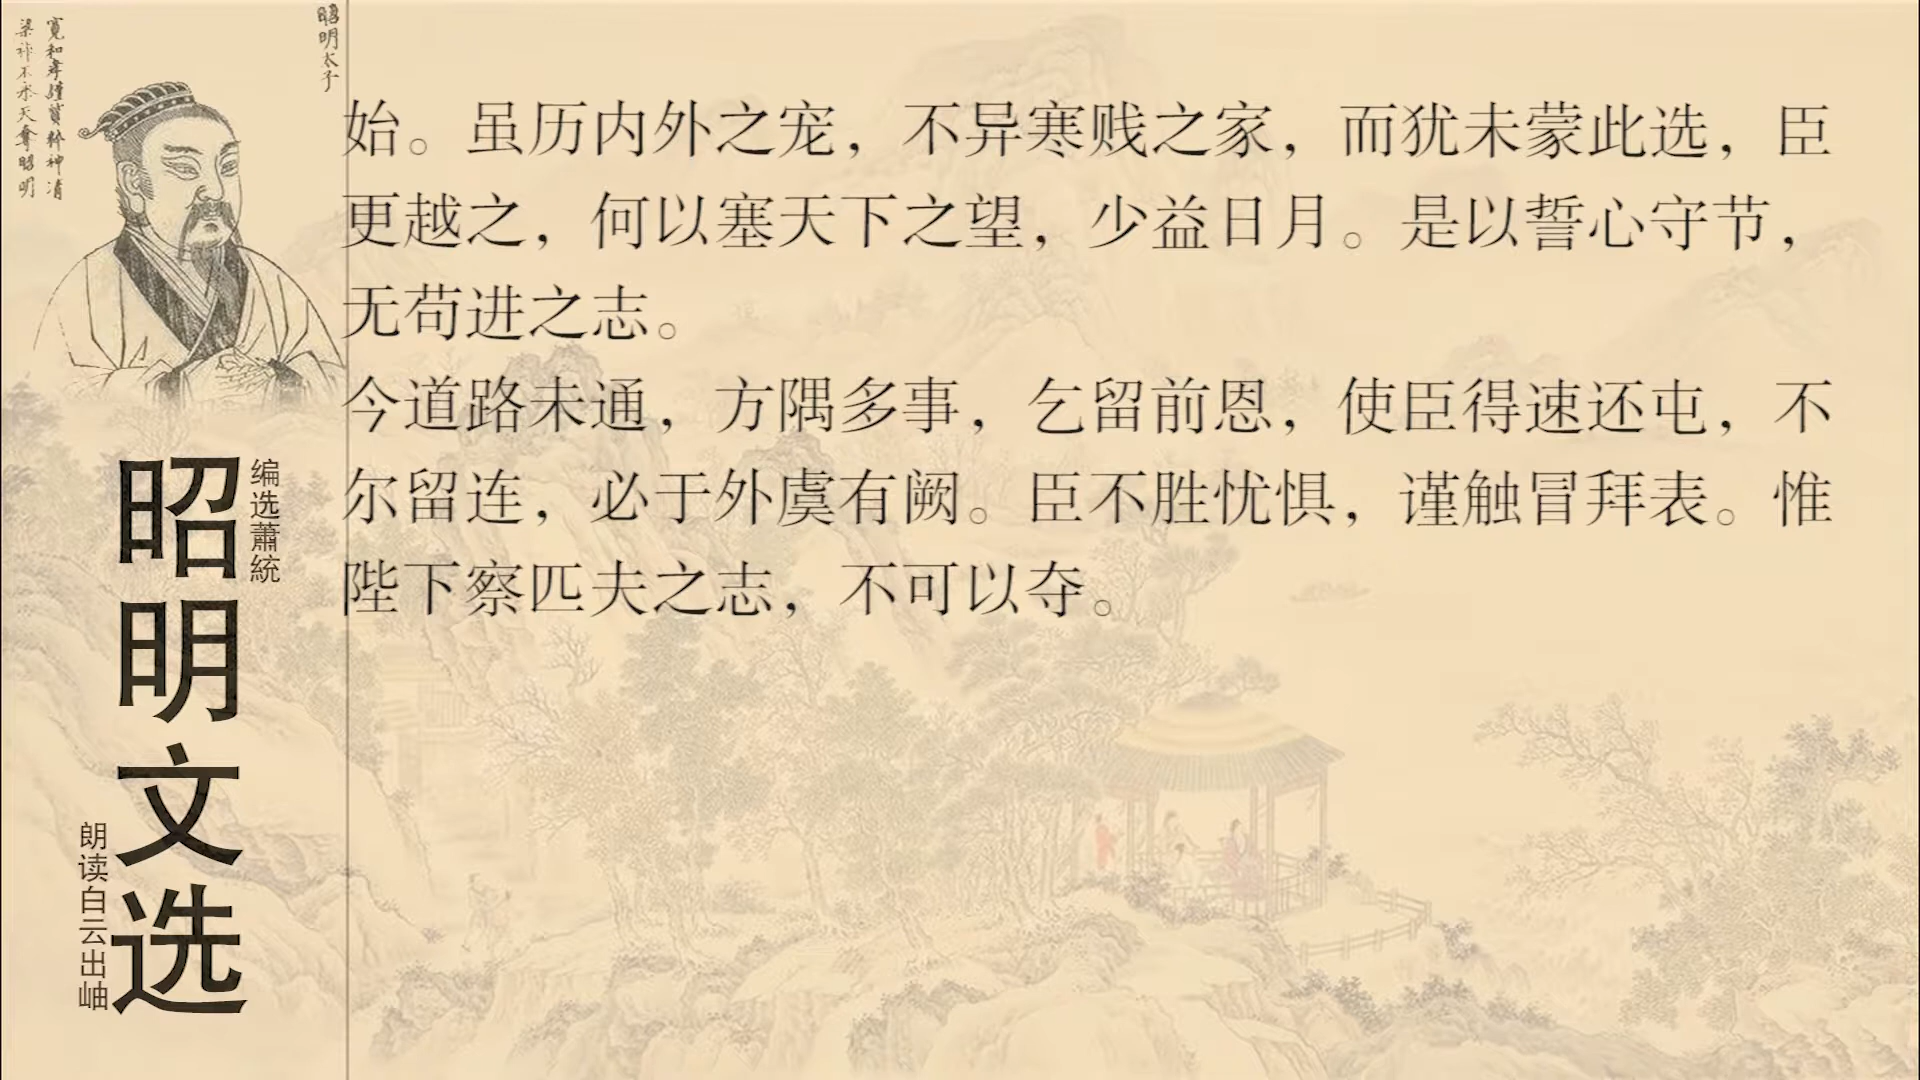 始。虽历内外之宠，不异寒贱之家，而犹未蒙此选，臣
更越之，何以塞天下之望，少益日月。是以誓心守节，
无苟进之志。
今道路未通，方隅多事，乞留前恩，使臣得速还屯，不
尔留连，必于外虞有阙。臣不胜忧惧，谨触冒拜表。惟
陛下察匹夫之志，不可以夺。
昭明太子
昭明文选
编选蕭統
朗读白云出岫